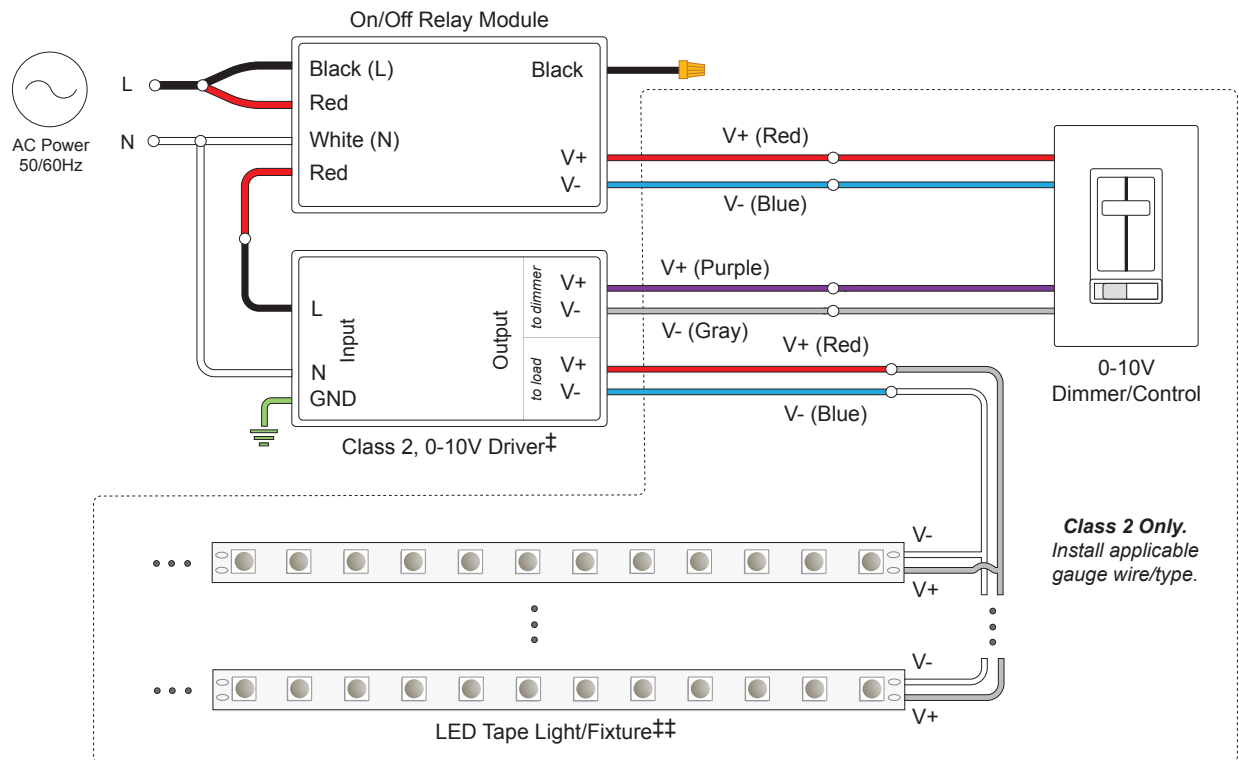 On/Off Relay Module
L
N
AC Power
50/60Hz
Black (L)
Red
White (N)
Red
Black
V+
V-
V+ (Red)
V- (Blue)
L
N
GND
Input
Output
to dimmer
V+
V-
to load
V+
V-
V+ (Purple)
V- (Gray)
V+ (Red)
V- (Blue)
Class 2, 0-10V Driver‡
0-10V
Dimmer/Control
Class 2 Only.
Install applicable
gauge wire/type.
V-
V+
V-
V+
LED Tape Light/Fixture‡‡